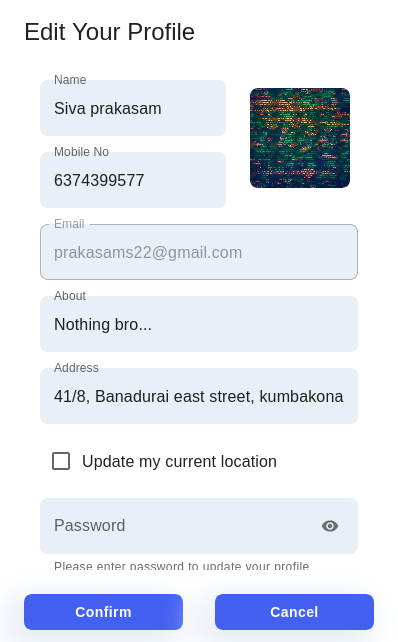 Edit Your Profile
Name
Siva prakasam
Mobile No
6374399577
Email
prakasams22@gmail.com
About
Nothing bro...
Address
41/8, Banadurai east street, kumbakona
Update my current location
Password
Please enter password to update your profile
Confirm
Cancel